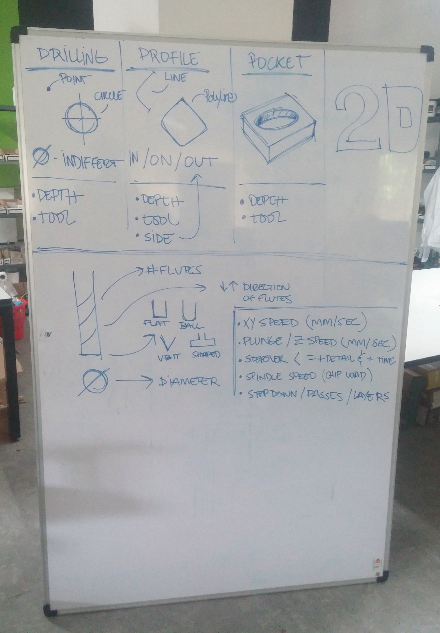 DRILLING
POINT
CIRCLE
Ø - INDIFFERT
• DEPTH
• TOOL
PROFILE
LINE
POLYLINE
IN / ON / OUT
• DEPTH
• TOOL
• SIDE
POCKET
• DEPTH
• TOOL
2D
# FLUTES
↓↑ DIRECTION
OF FLUTES
FLAT BALL
V BIT SHAPED
Ø → DIAMETER
• XY SPEED (MM/SEC)
• PLUNGE / Z SPEED (MM/SEC)
• STEPOVER < = + DETAIL & + TIME
• SPINDLE SPEED (CHIP LOAD)
• STEP DOWN / PASSES / LAYERS